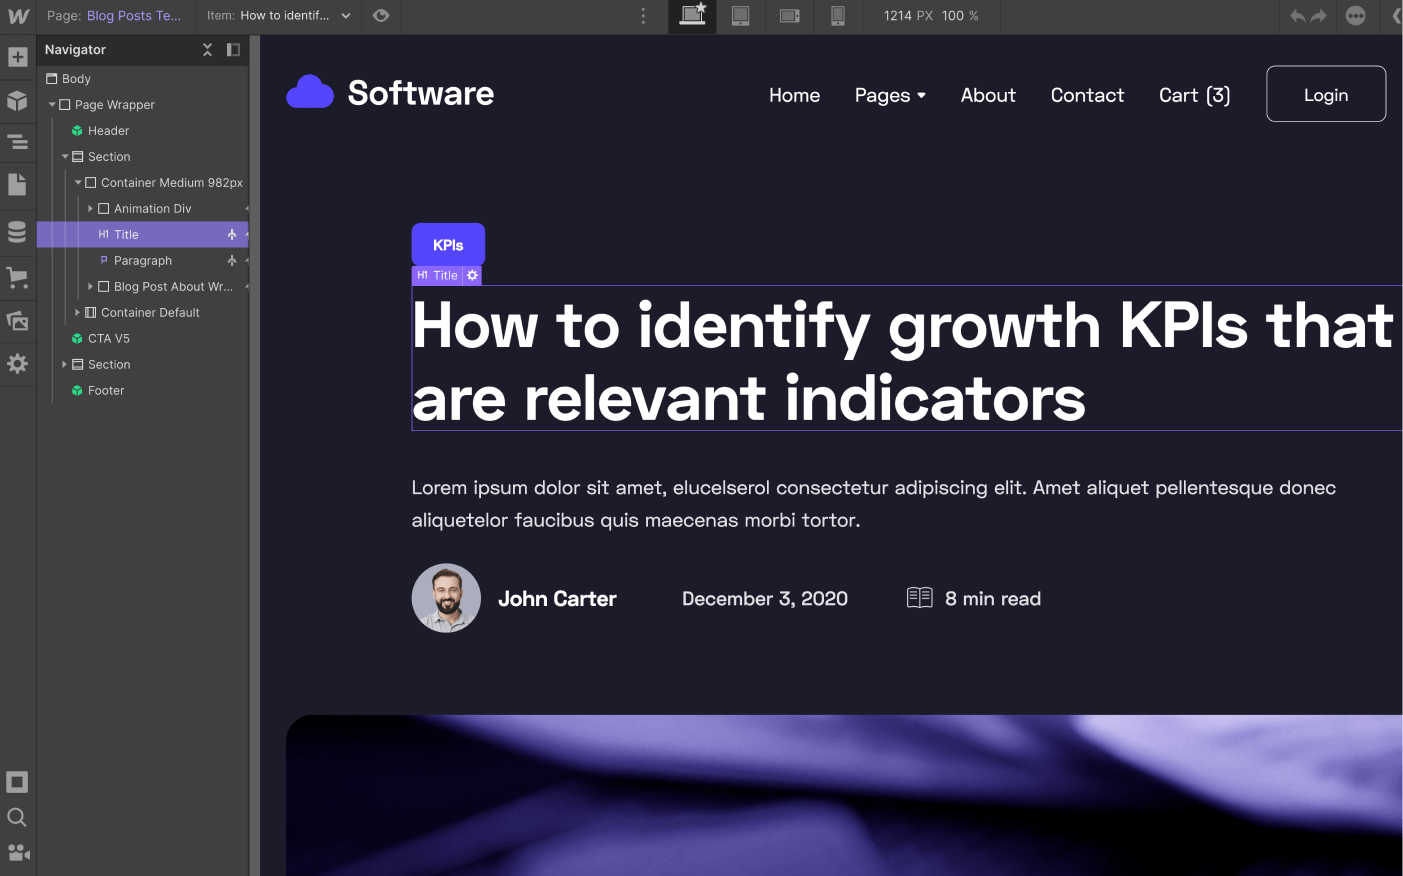 Page: Blog Posts Te...
Item: How to identif...
1214 PX 100 %
Navigator
Body
Page Wrapper
Header
Section
Container Medium 982px
Animation Div
H1 Title
P Paragraph
Blog Post About Wr...
Container Default
CTA V5
Section
Footer
Software
Home
Pages
About
Contact
Cart (3)
Login
KPIs
H1 Title
How to identify growth KPIs that
are relevant indicators
Lorem ipsum dolor sit amet, elucelserol consectetur adipiscing elit. Amet aliquet pellentesque donec
aliquetelor faucibus quis maecenas morbi tortor.
John Carter
December 3, 2020
8 min read